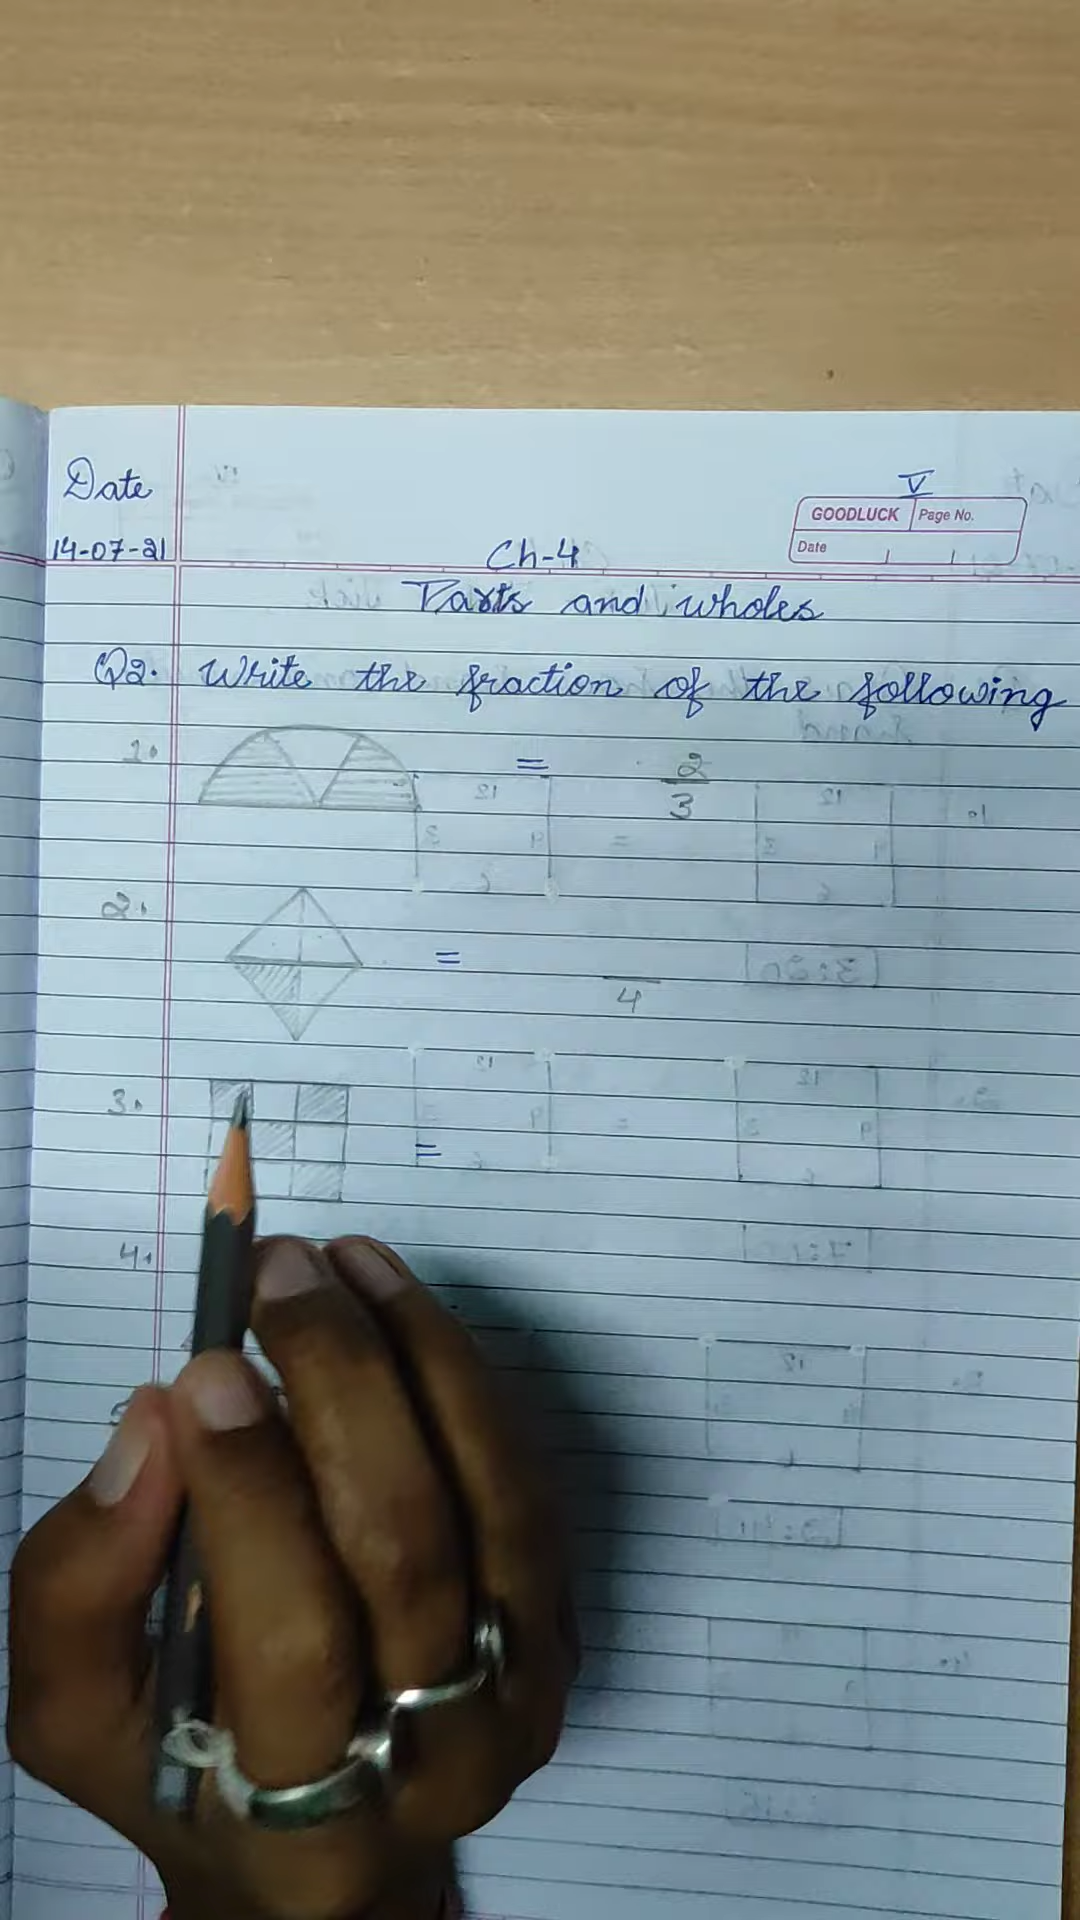 Date
V
GOODLUCK Page No.
Date
14-07-21
Ch-4
Parts and wholes
Q2. Write the fraction of the following
1. = 2/3
2. = /4
3. =
4.